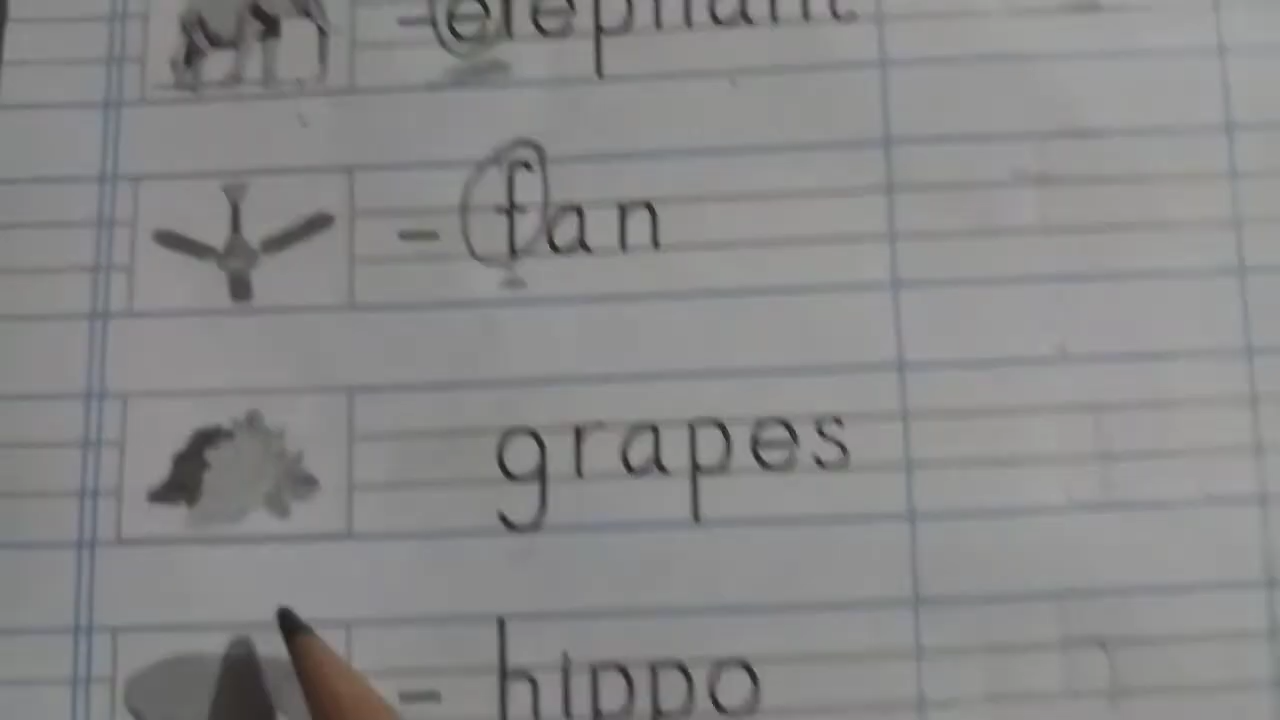 - elephant
- fan
grapes
- hippo